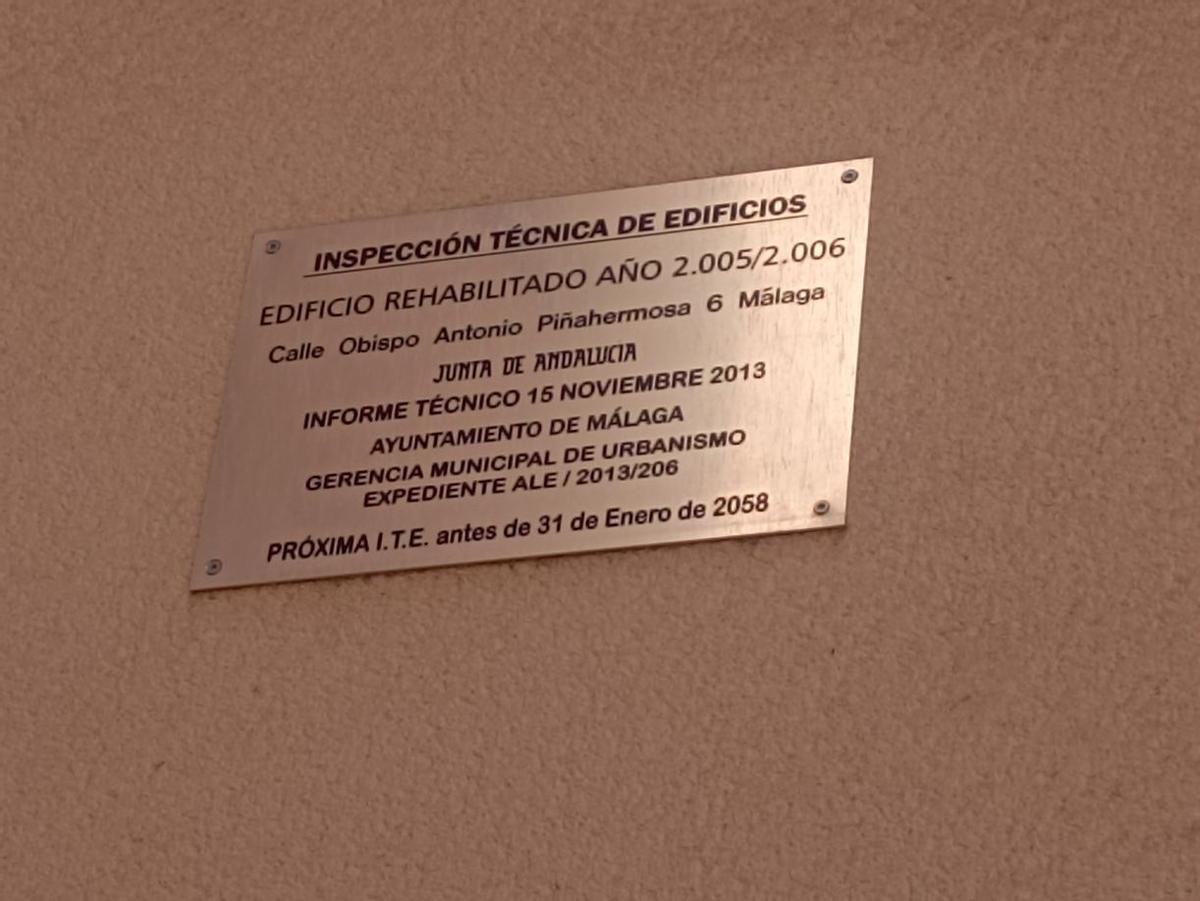 INSPECCIÓN TÉCNICA DE EDIFICIOS
EDIFICIO REHABILITADO AÑO 2.005/2.006
Calle Obispo Antonio Piñahermosa 6 Málaga
JUNTA DE ANDALUCIA
INFORME TÉCNICO 15 NOVIEMBRE 2013
AYUNTAMIENTO DE MÁLAGA
GERENCIA MUNICIPAL DE URBANISMO
EXPEDIENTE ALE / 2013/206
PRÓXIMA I.T.E. antes de 31 de Enero de 2058